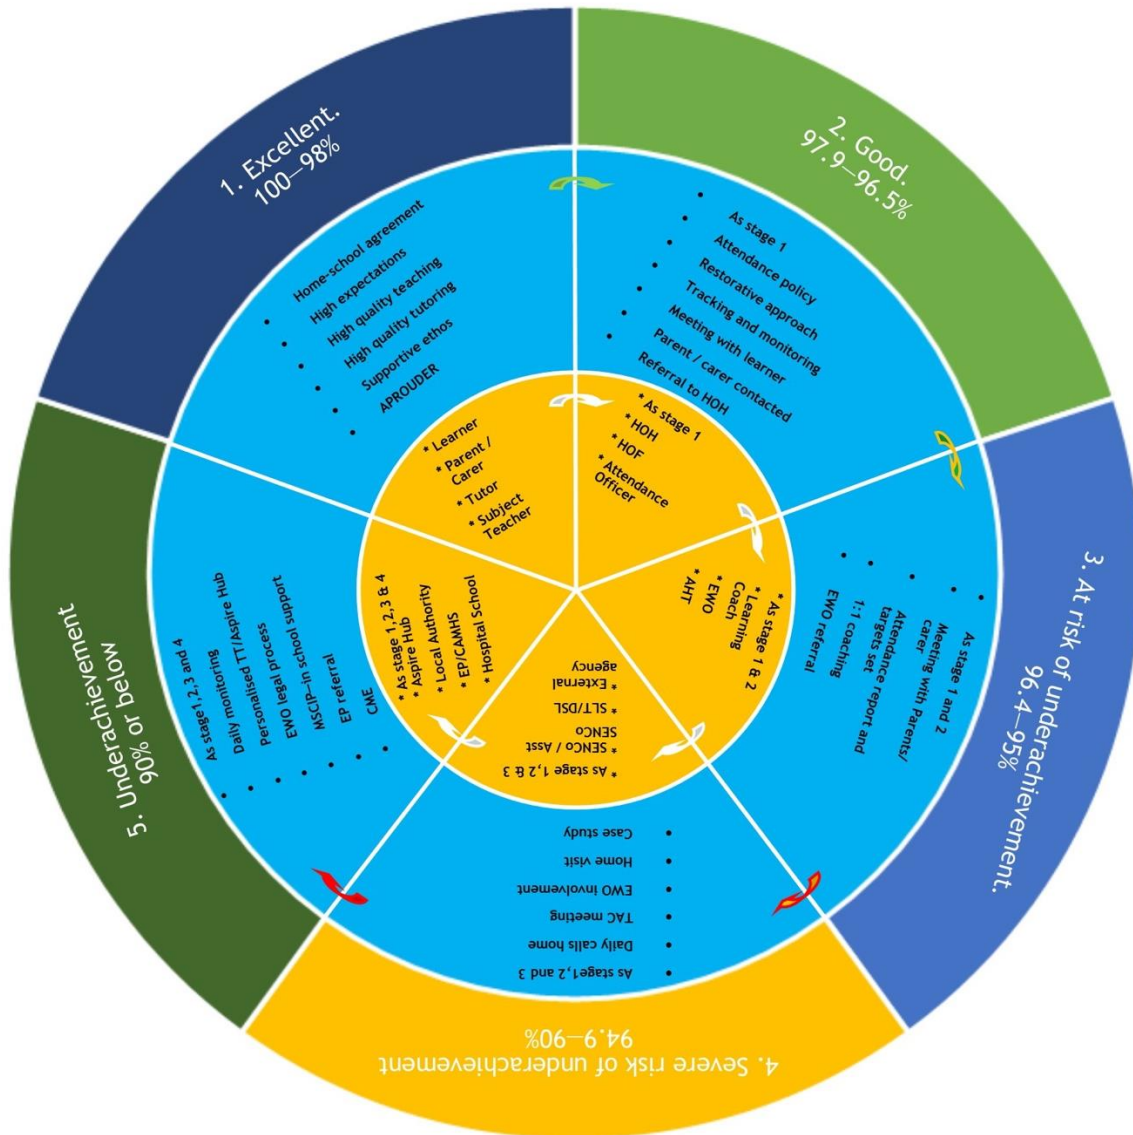 1. Excellent.
100–98%
• Home-school agreement
• High expectations
• High quality teaching
• High quality tutoring
• Supportive ethos
• APROUDER
* Learner
* Parent /
Carer
* Tutor
* Subject
Teacher
2. Good.
97.9–96.5%
• As stage 1
• Attendance policy
• Restorative approach
• Tracking and monitoring
• Meeting with learner
• Parent / carer contacted
• Referral to HOH
* As stage 1
* HOH
* HOF
* Attendance
Officer
3. At risk of underachievement.
96.4–95%
• As stage 1 and 2
• Meeting with Parents/
carer
• Attendance report and
targets set
• 1:1 coaching
• EWO referral
* As stage 1 & 2
* Learning
Coach
* EWO
* AHT
4. Severe risk of underachievement
94.9–90%
• As stage1,2 and 3
• Daily calls home
• TAC meeting
• EWO involvement
• Home visit
• Case study
* As stage 1, 2 & 3
* SENCo / Asst
SENCo
* SLT/DSL
* External
agency
5. Underachievement
90% or below
• As stage1, 2, 3 and 4
• Daily monitoring
• Personalised TT/Aspire Hub
• EWO legal process
• MSCIP–in school support
• EP referral
• CME
* As stage 1, 2, 3 & 4
* Aspire Hub
* Local Authority
* EP/CAMHS
* Hospital School